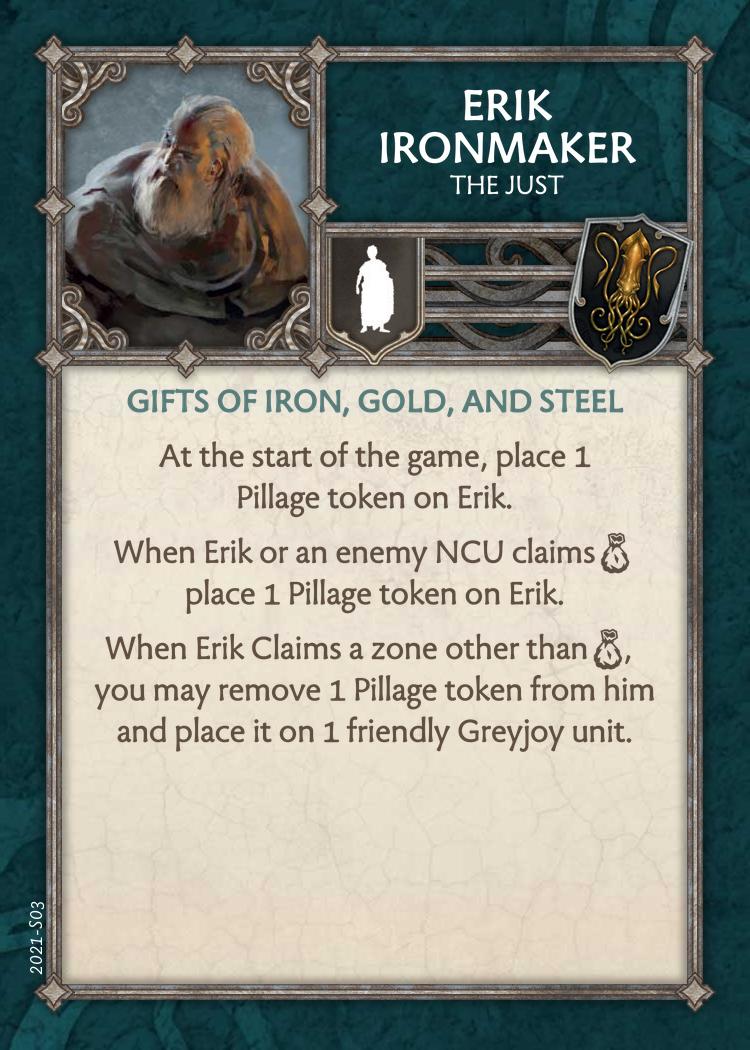 ERIK
IRONMAKER
THE JUST
GIFTS OF IRON, GOLD, AND STEEL
At the start of the game, place 1
Pillage token on Erik.
When Erik or an enemy NCU claims
place 1 Pillage token on Erik.
When Erik Claims a zone other than ,
you may remove 1 Pillage token from him
and place it on 1 friendly Greyjoy unit.
2021-S03